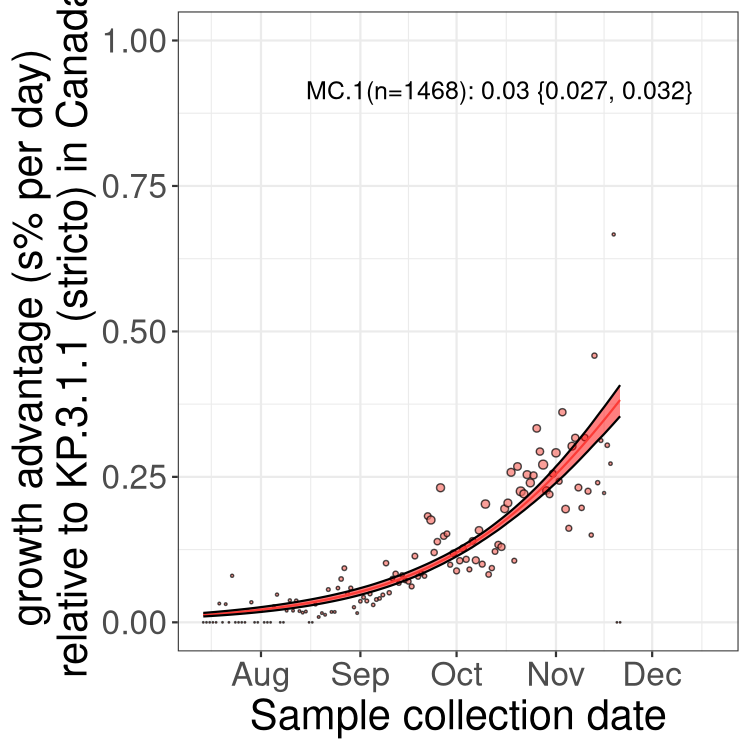 growth advantage (s% per day)
relative to KP.3.1.1 (stricto) in Canada
1.00
0.75
0.50
0.25
0.00
MC.1(n=1468): 0.03 {0.027, 0.032}
Aug Sep Oct Nov Dec
Sample collection date